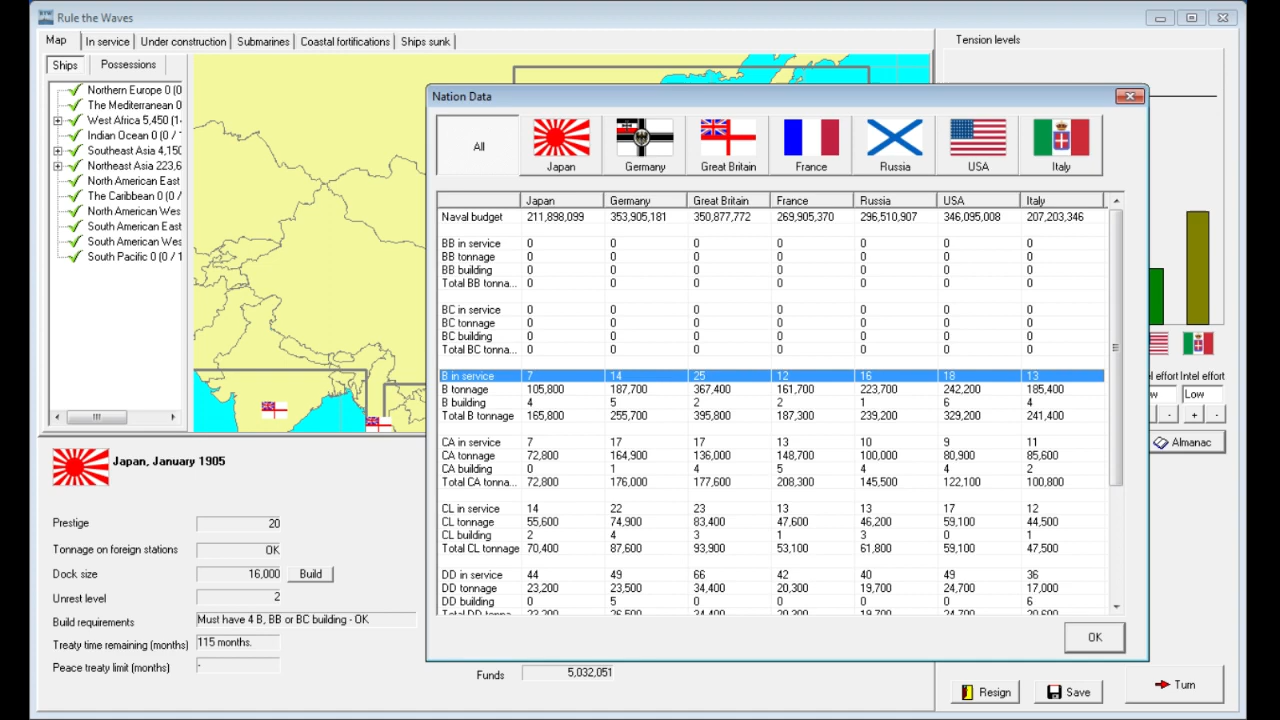 Rule the Waves
Map In service Under construction Submarines Coastal fortifications Ships sunk
Ships Possessions
Northern Europe 0 (0
The Mediterranean 0
West Africa 5,450 (1
Indian Ocean 0 (0 / 
Southeast Asia 4,150
Northeast Asia 223,6
North American East
The Caribbean 0 (0 /
North American Wes
South American East
South American Wes
South Pacific 0 (0 / 1
Tension levels
Nation Data
All Japan Germany Great Britain France Russia USA Italy
Japan Germany Great Britain France Russia USA Italy
Naval budget 211,898,099 353,905,181 350,877,772 269,905,370 296,510,907 346,095,008 207,203,346
BB in service 0 0 0 0 0 0 0
BB tonnage 0 0 0 0 0 0 0
BB building 0 0 0 0 0 0 0
Total BB tonna... 0 0 0 0 0 0 0
BC in service 0 0 0 0 0 0 0
BC tonnage 0 0 0 0 0 0 0
BC building 0 0 0 0 0 0 0
Total BC tonna... 0 0 0 0 0 0 0
B in service 7 14 25 12 16 18 13
B tonnage 105,800 187,700 367,400 161,700 223,700 242,200 185,400
B building 4 5 2 2 1 6 4
Total B tonnage 165,800 255,700 395,800 187,300 239,200 329,200 241,400
CA in service 7 17 17 13 10 9 11
CA tonnage 72,800 164,900 136,000 148,700 100,000 80,900 85,600
CA building 0 1 4 5 4 4 2
Total CA tonna... 72,800 176,000 177,600 208,300 145,500 122,100 100,800
CL in service 14 22 23 13 13 17 12
CL tonnage 55,600 74,900 83,400 47,600 46,200 59,100 44,500
CL building 2 4 3 1 3 0 1
Total CL tonnage 70,400 87,600 93,900 53,100 61,800 59,100 47,500
DD in service 44 49 66 42 40 49 36
DD tonnage 23,200 23,500 34,400 20,300 19,700 24,700 17,000
DD building 0 5 0 0 0 0 6
OK
l effort Intel effort
w Low
- + -
Almanac
Japan, January 1905
Prestige 20
Tonnage on foreign stations OK
Dock size 16,000 Build
Unrest level 2
Build requirements Must have 4 B, BB or BC building - OK
Treaty time remaining (months) 115 months.
Peace treaty limit (months) -
Funds 5,032,051
Resign Save Turn